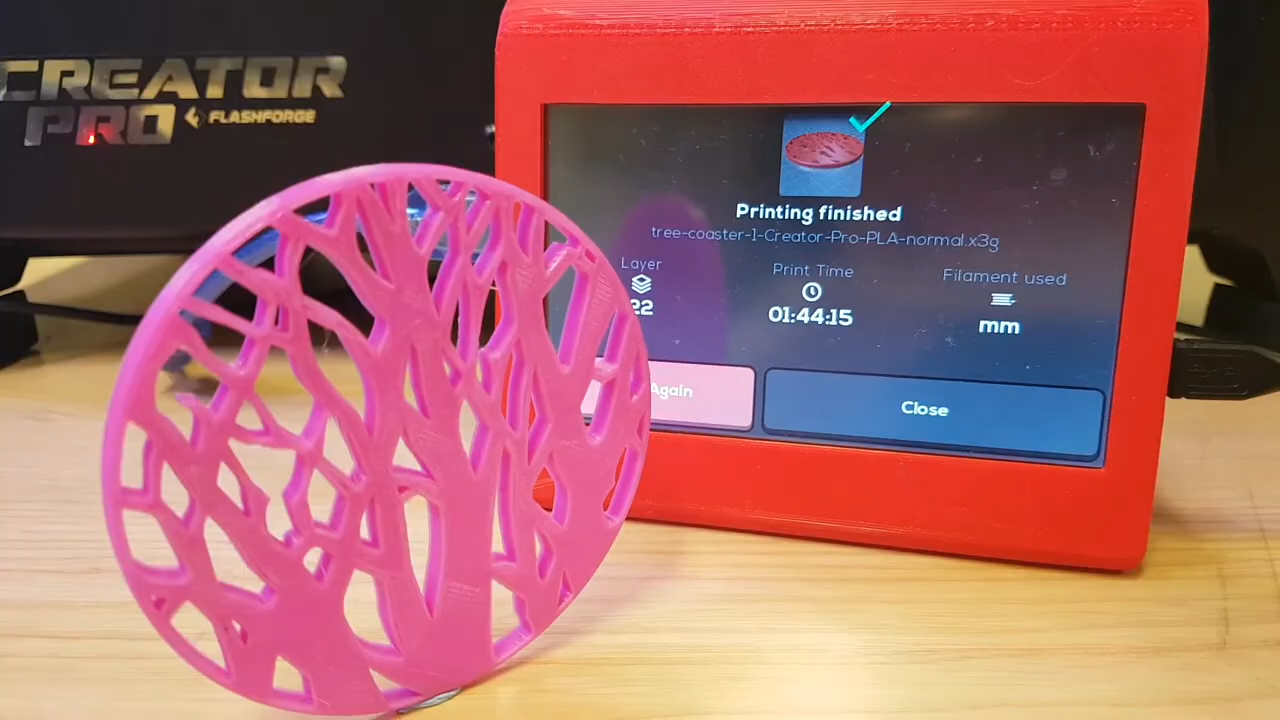 CREATOR
PRO FLASHFORGE
Printing finished
tree-coaster-1-Creator-Pro-PLA-normal.x3g
Layer Print Time Filament used
22 01:44:15 mm
Again Close